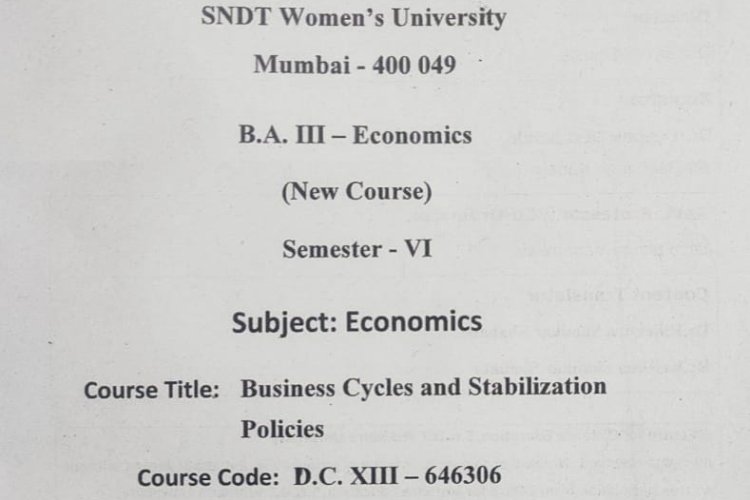 SNDT Women's University
Mumbai - 400 049
B.A. III – Economics
(New Course)
Semester - VI
Subject: Economics
Course Title: Business Cycles and Stabilization
Policies
Course Code: D.C. XIII – 646306